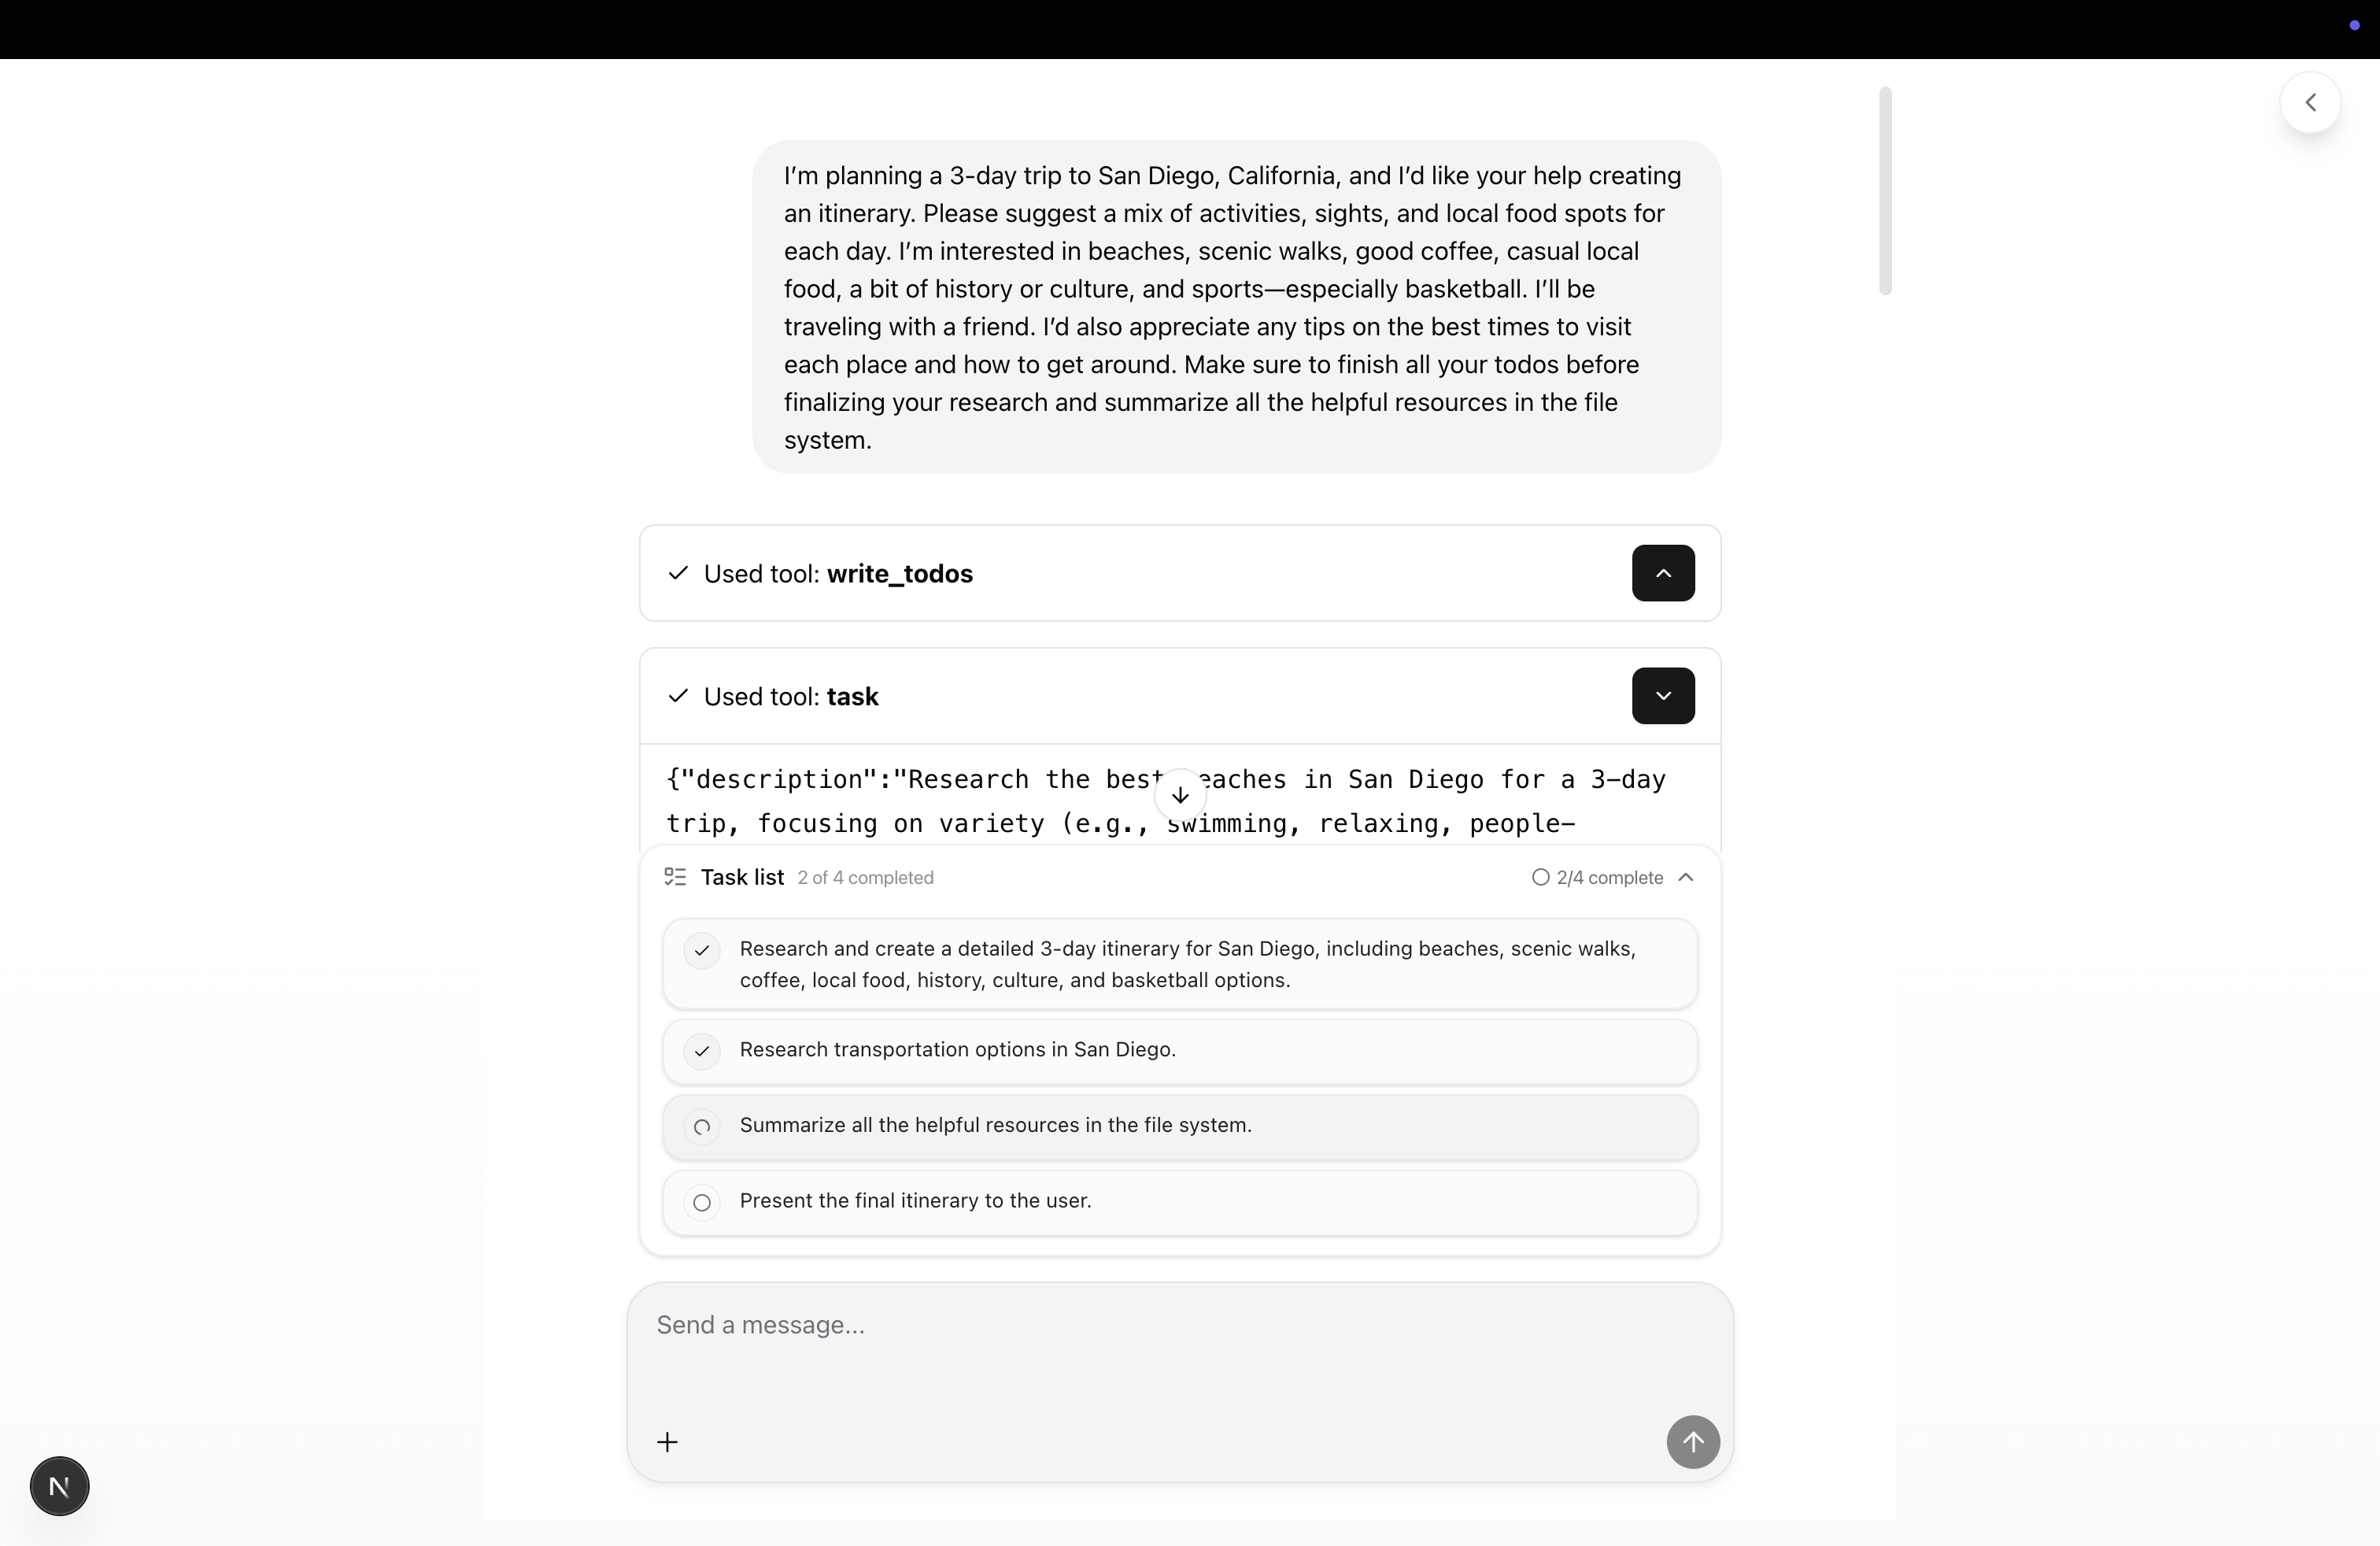 I’m planning a 3-day trip to San Diego, California, and I’d like your help creating
an itinerary. Please suggest a mix of activities, sights, and local food spots for
each day. I’m interested in beaches, scenic walks, good coffee, casual local
food, a bit of history or culture, and sports—especially basketball. I’ll be
traveling with a friend. I’d also appreciate any tips on the best times to visit
each place and how to get around. Make sure to finish all your todos before
finalizing your research and summarize all the helpful resources in the file
system.
Used tool: write_todos
Used tool: task
{"description":"Research the best eaches in San Diego for a 3-day
trip, focusing on variety (e.g., swimming, relaxing, people-
Task list 2 of 4 completed 2/4 complete
Research and create a detailed 3-day itinerary for San Diego, including beaches, scenic walks,
coffee, local food, history, culture, and basketball options.
Research transportation options in San Diego.
Summarize all the helpful resources in the file system.
Present the final itinerary to the user.
Send a message...
N